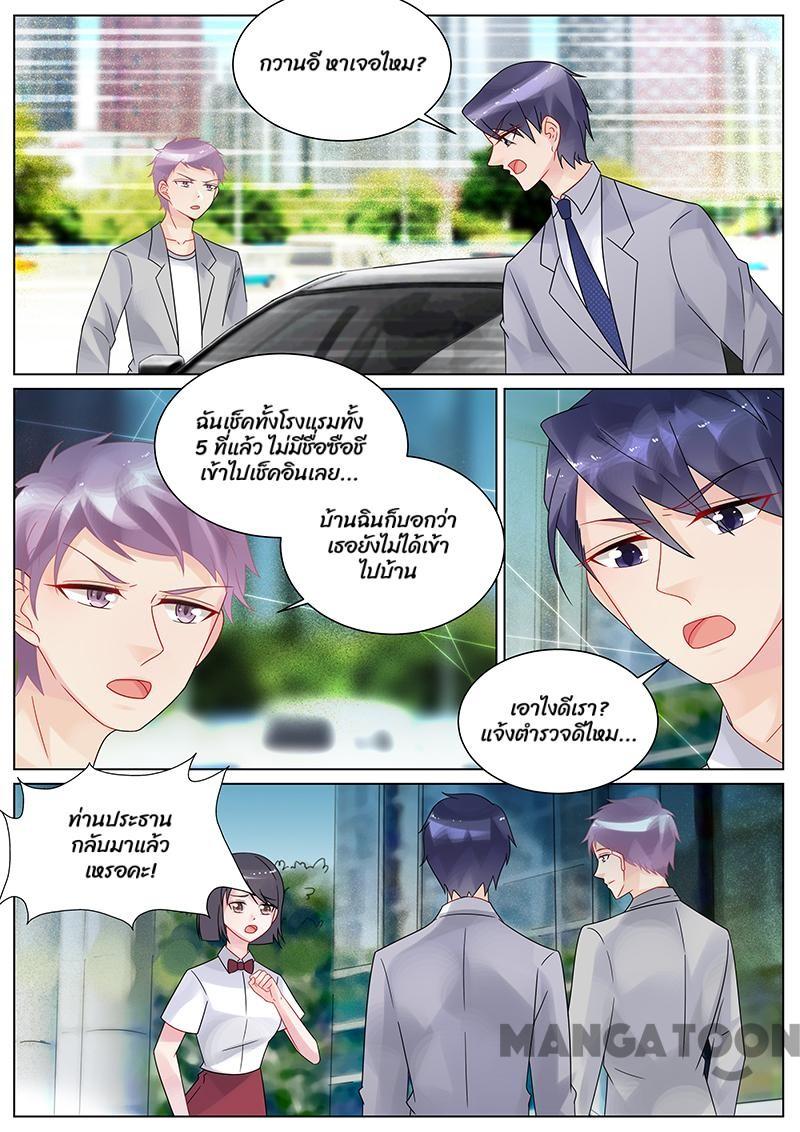 กวานอี หาเจอไหม?
ฉันเช็คทั้งโรงแรมทั้ง
5 ที่แล้ว ไม่มีชื่อซือชี
เข้าไปเช็คอินเลย...
บ้านฉินก็บอกว่า
เธอยังไม่ได้เข้า
ไปบ้าน
เอาไงดีเรา?
แจ้งตำรวจดีไหม...
ท่านประธาน
กลับมาแล้ว
เหรอคะ!
MANGATOON